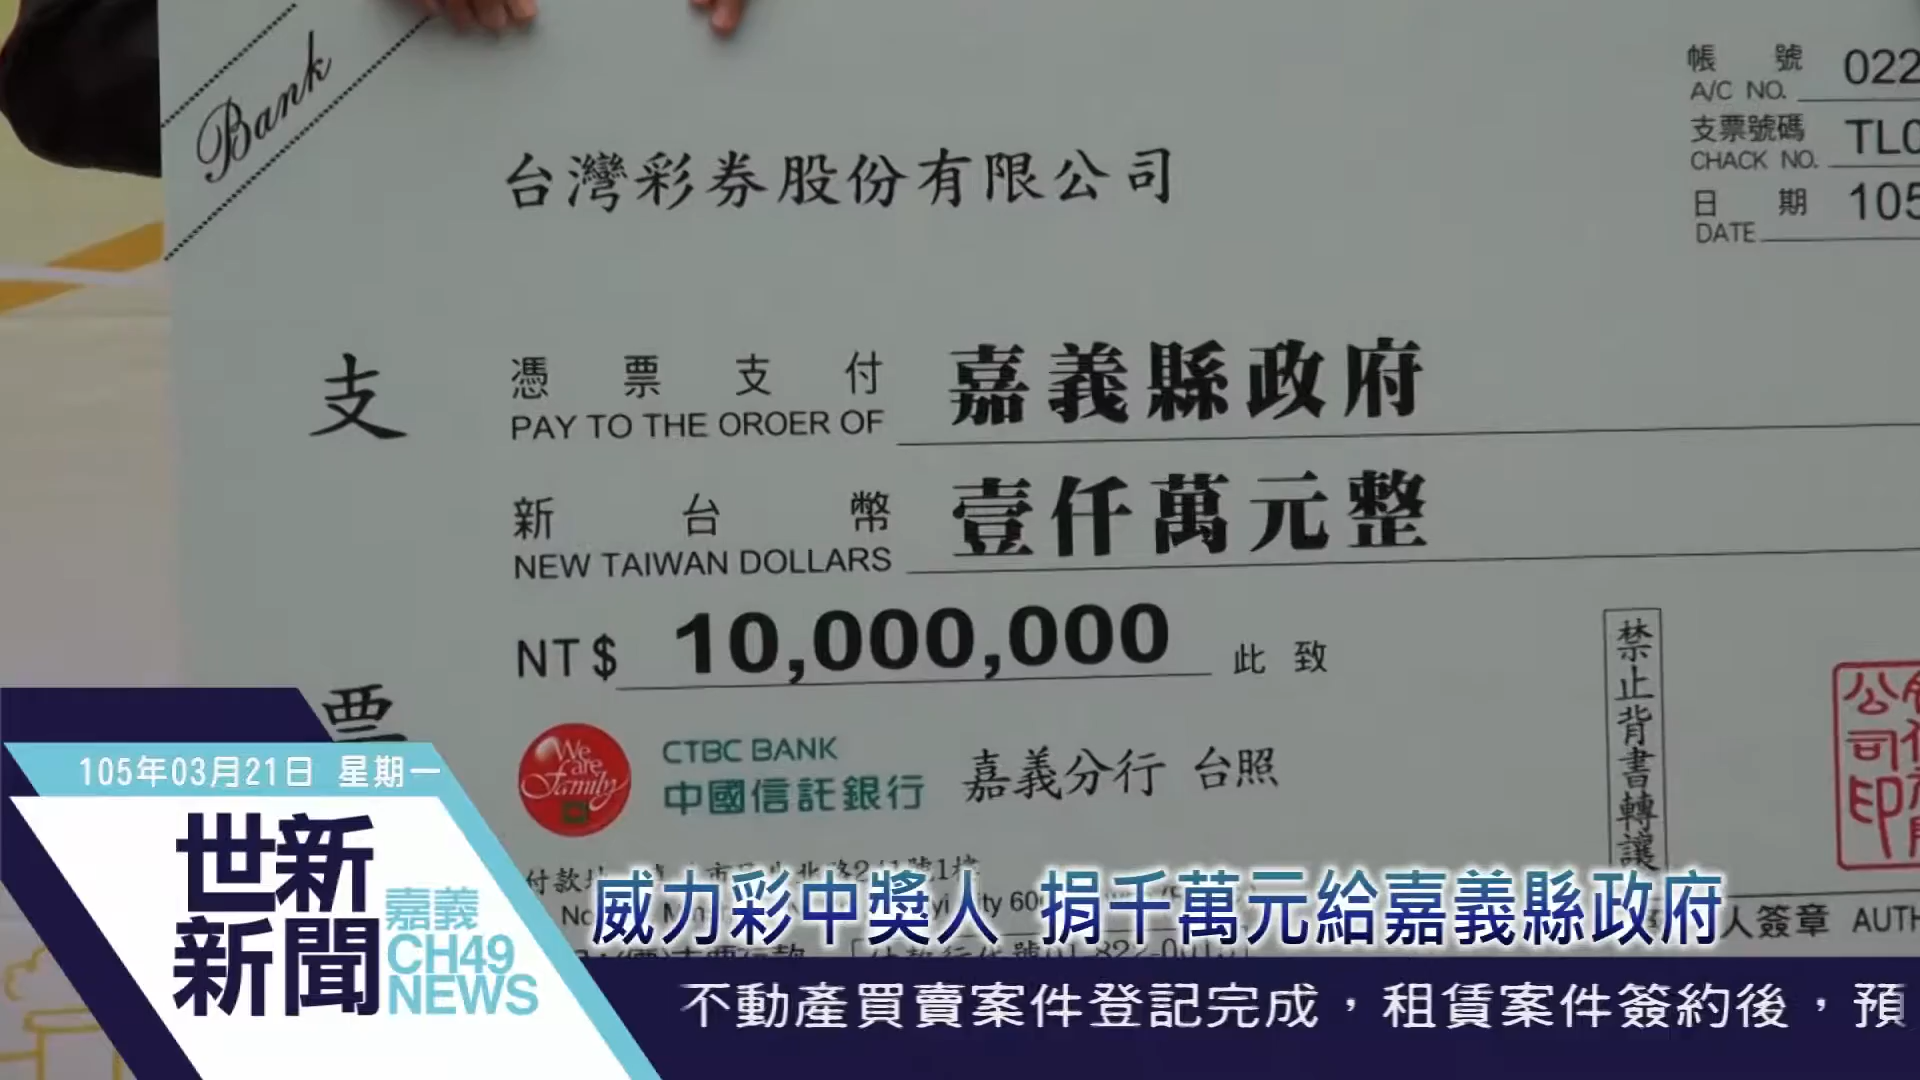 Bank
帳號 022
A/C NO.
支票號碼 TL0
CHACK NO.
日期 105
DATE
台灣彩券股份有限公司
支票
憑票支付 嘉義縣政府
PAY TO THE OROER OF
新台幣 壹仟萬元整
NEW TAIWAN DOLLARS
NT$ 10,000,000 此致
We are Family
CTBC BANK
中國信託銀行 嘉義分行 台照
禁止背書轉讓
公司印
付款
人簽章 AUTH
105年03月21日 星期一
世新新聞
嘉義
CH49
NEWS
威力彩中獎人 捐千萬元給嘉義縣政府
不動產買賣案件登記完成，租賃案件簽約後，預